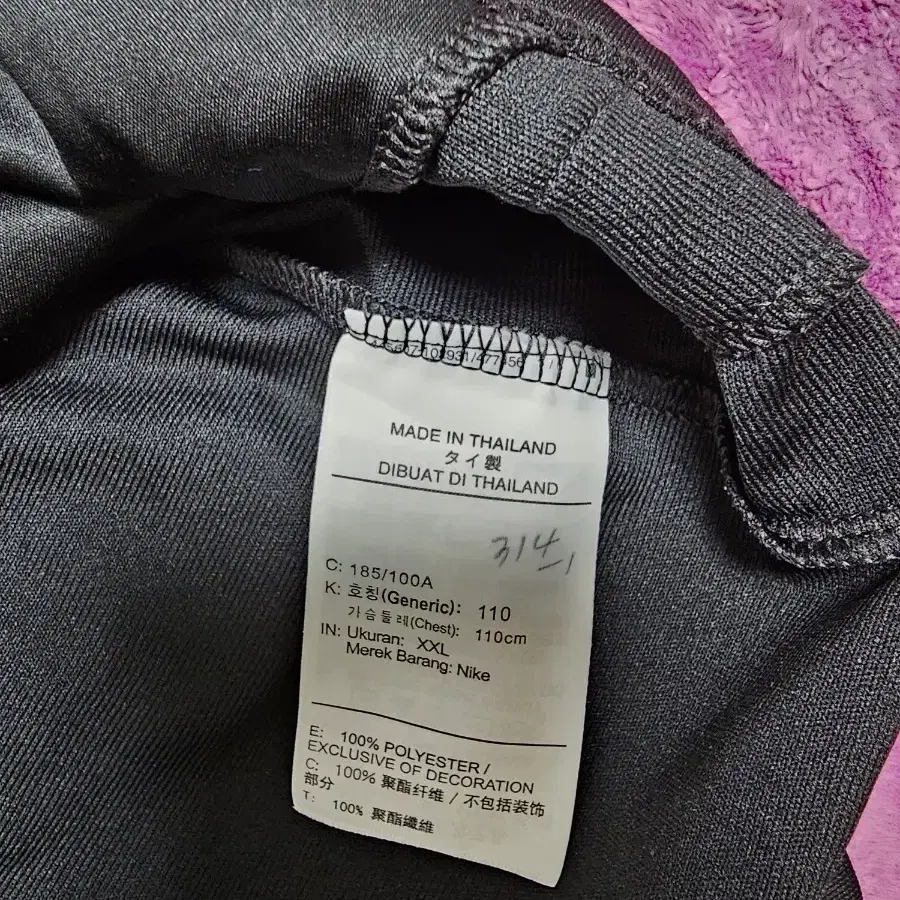 MADE IN THAILAND
タイ製
DIBUAT DI THAILAND
314-1
C: 185/100A
K: 호칭(Generic): 110
가슴둘레(Chest): 110cm
IN: Ukuran: XXL
Merek Barang: Nike
E: 100% POLYESTER /
EXCLUSIVE OF DECORATION
C: 100% 聚酯纤维 / 不包括装饰
部分
T: 100% 聚酯纖維